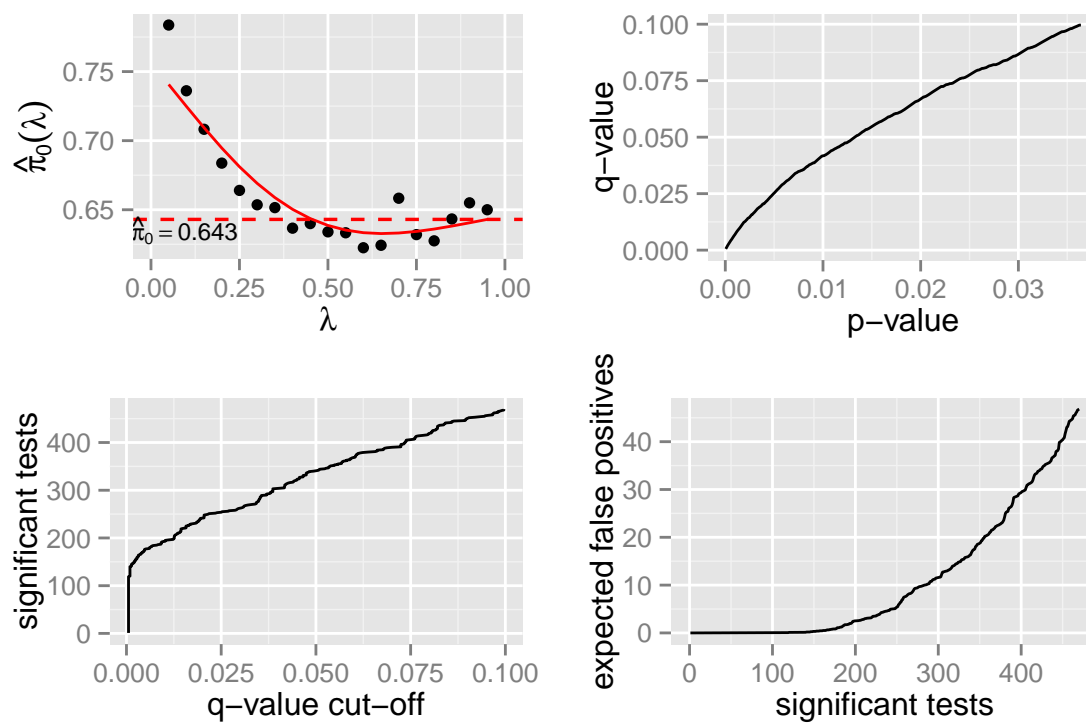 π̂₀(λ)
0.75
0.70
0.65
π̂₀ = 0.643
0.00 0.25 0.50 0.75 1.00
λ
q−value
0.100
0.075
0.050
0.025
0.000
0.00 0.01 0.02 0.03
p−value
significant tests
400
300
200
100
0
0.000 0.025 0.050 0.075 0.100
q−value cut−off
expected false positives
40
30
20
10
0
0 100 200 300 400
significant tests